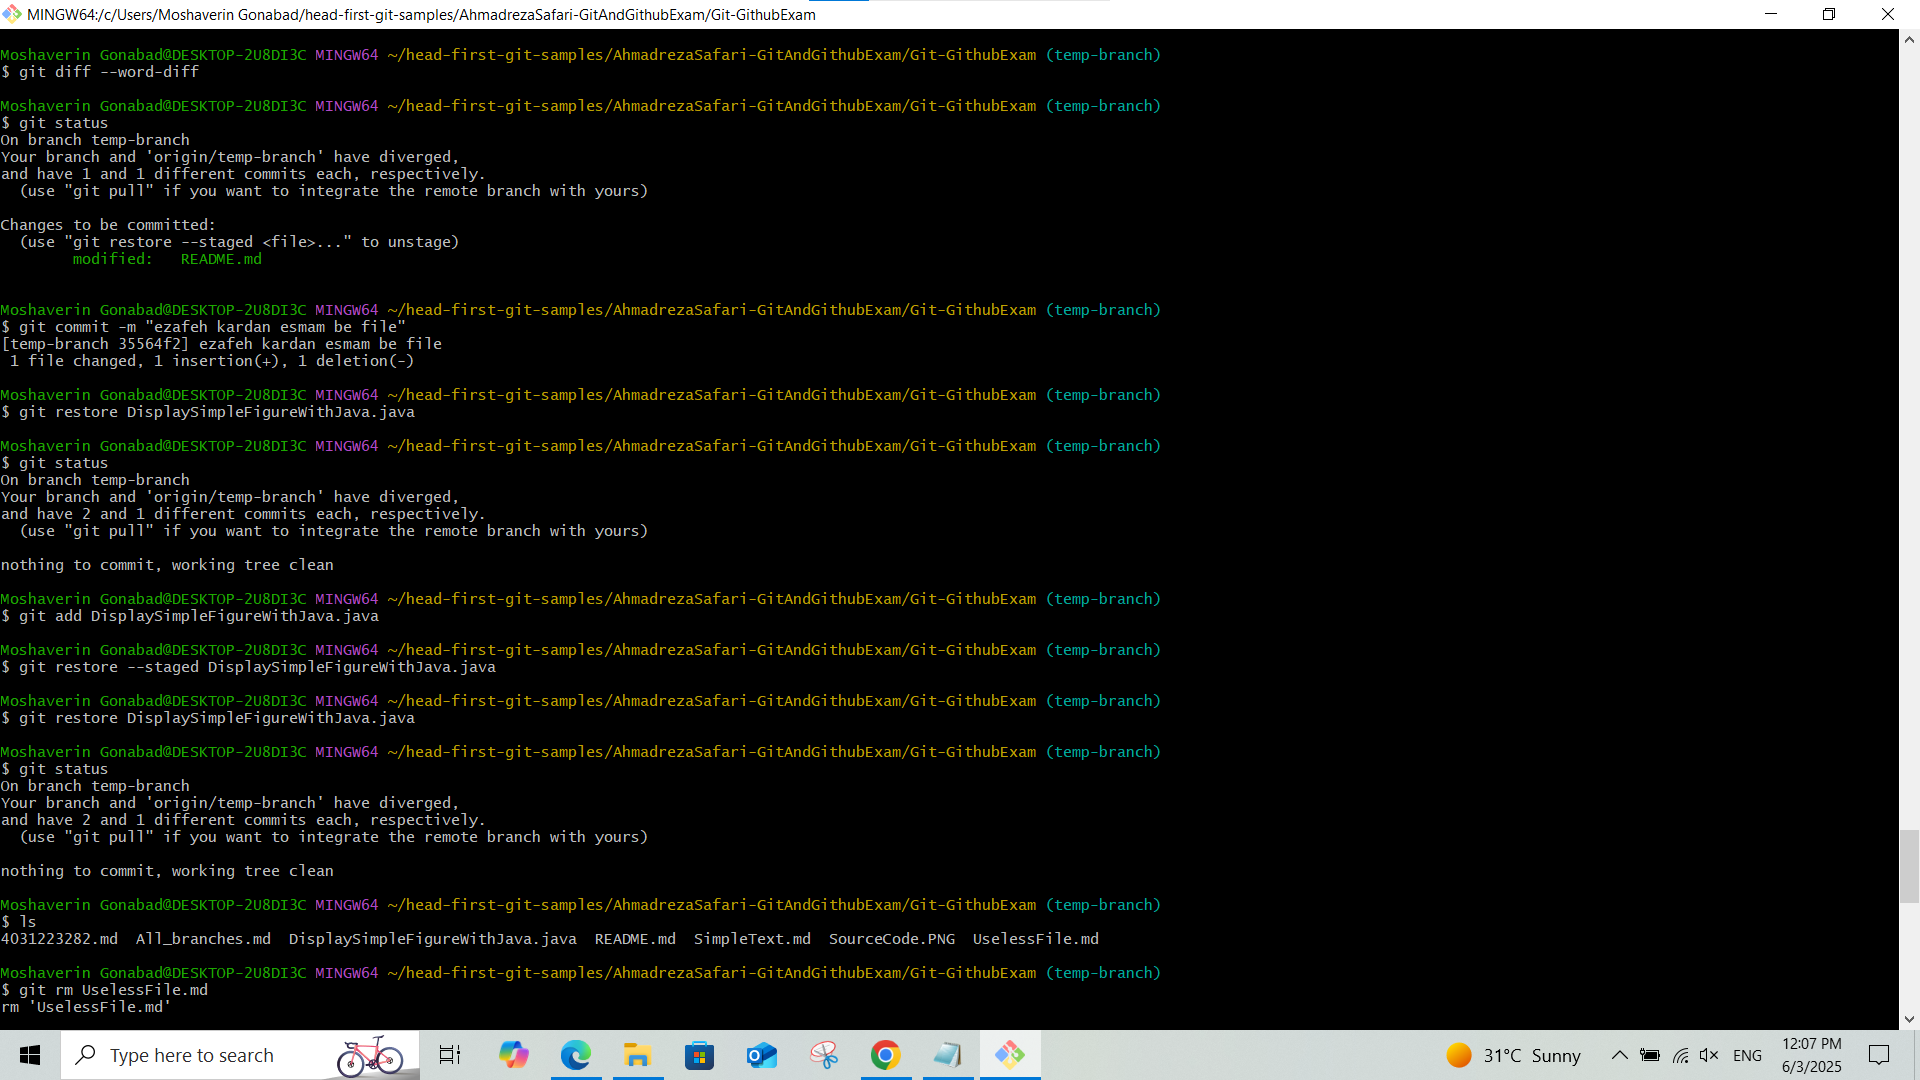 MINGW64:/c/Users/Moshaverin Gonabad/head-first-git-samples/AhmadrezaSafari-GitAndGithubExam/Git-GithubExam
Moshaverin Gonabad@DESKTOP-2U8DI3C MINGW64 ~/head-first-git-samples/AhmadrezaSafari-GitAndGithubExam/Git-GithubExam (temp-branch)
$ git diff --word-diff
Moshaverin Gonabad@DESKTOP-2U8DI3C MINGW64 ~/head-first-git-samples/AhmadrezaSafari-GitAndGithubExam/Git-GithubExam (temp-branch)
$ git status
On branch temp-branch
Your branch and 'origin/temp-branch' have diverged,
and have 1 and 1 different commits each, respectively.
  (use "git pull" if you want to integrate the remote branch with yours)
Changes to be committed:
  (use "git restore --staged <file>..." to unstage)
        modified:   README.md
Moshaverin Gonabad@DESKTOP-2U8DI3C MINGW64 ~/head-first-git-samples/AhmadrezaSafari-GitAndGithubExam/Git-GithubExam (temp-branch)
$ git commit -m "ezafeh kardan esmam be file"
[temp-branch 35564f2] ezafeh kardan esmam be file
 1 file changed, 1 insertion(+), 1 deletion(-)
Moshaverin Gonabad@DESKTOP-2U8DI3C MINGW64 ~/head-first-git-samples/AhmadrezaSafari-GitAndGithubExam/Git-GithubExam (temp-branch)
$ git restore DisplaySimpleFigureWithJava.java
Moshaverin Gonabad@DESKTOP-2U8DI3C MINGW64 ~/head-first-git-samples/AhmadrezaSafari-GitAndGithubExam/Git-GithubExam (temp-branch)
$ git status
On branch temp-branch
Your branch and 'origin/temp-branch' have diverged,
and have 2 and 1 different commits each, respectively.
  (use "git pull" if you want to integrate the remote branch with yours)
nothing to commit, working tree clean
Moshaverin Gonabad@DESKTOP-2U8DI3C MINGW64 ~/head-first-git-samples/AhmadrezaSafari-GitAndGithubExam/Git-GithubExam (temp-branch)
$ git add DisplaySimpleFigureWithJava.java
Moshaverin Gonabad@DESKTOP-2U8DI3C MINGW64 ~/head-first-git-samples/AhmadrezaSafari-GitAndGithubExam/Git-GithubExam (temp-branch)
$ git restore --staged DisplaySimpleFigureWithJava.java
Moshaverin Gonabad@DESKTOP-2U8DI3C MINGW64 ~/head-first-git-samples/AhmadrezaSafari-GitAndGithubExam/Git-GithubExam (temp-branch)
$ git restore DisplaySimpleFigureWithJava.java
Moshaverin Gonabad@DESKTOP-2U8DI3C MINGW64 ~/head-first-git-samples/AhmadrezaSafari-GitAndGithubExam/Git-GithubExam (temp-branch)
$ git status
On branch temp-branch
Your branch and 'origin/temp-branch' have diverged,
and have 2 and 1 different commits each, respectively.
  (use "git pull" if you want to integrate the remote branch with yours)
nothing to commit, working tree clean
Moshaverin Gonabad@DESKTOP-2U8DI3C MINGW64 ~/head-first-git-samples/AhmadrezaSafari-GitAndGithubExam/Git-GithubExam (temp-branch)
$ ls
4031223282.md  All_branches.md  DisplaySimpleFigureWithJava.java  README.md  SimpleText.md  SourceCode.PNG  UselessFile.md
Moshaverin Gonabad@DESKTOP-2U8DI3C MINGW64 ~/head-first-git-samples/AhmadrezaSafari-GitAndGithubExam/Git-GithubExam (temp-branch)
$ git rm UselessFile.md
rm 'UselessFile.md'
Type here to search
31°C Sunny
ENG
12:07 PM
6/3/2025